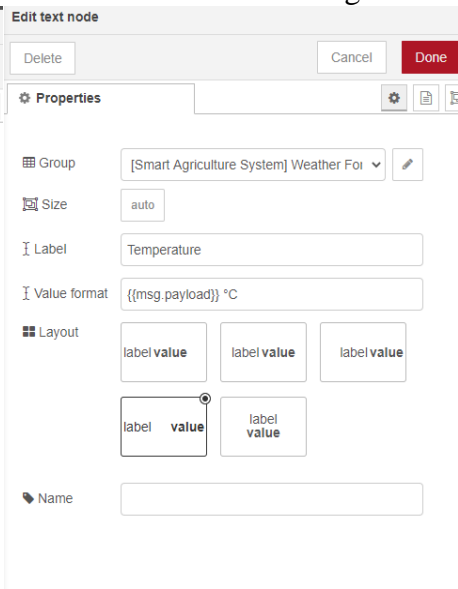 Edit text node
Delete Cancel Done
Properties
Group [Smart Agriculture System] Weather For
Size auto
Label Temperature
Value format {{msg.payload}} °C
Layout
label value label value label value
label value label
value
Name